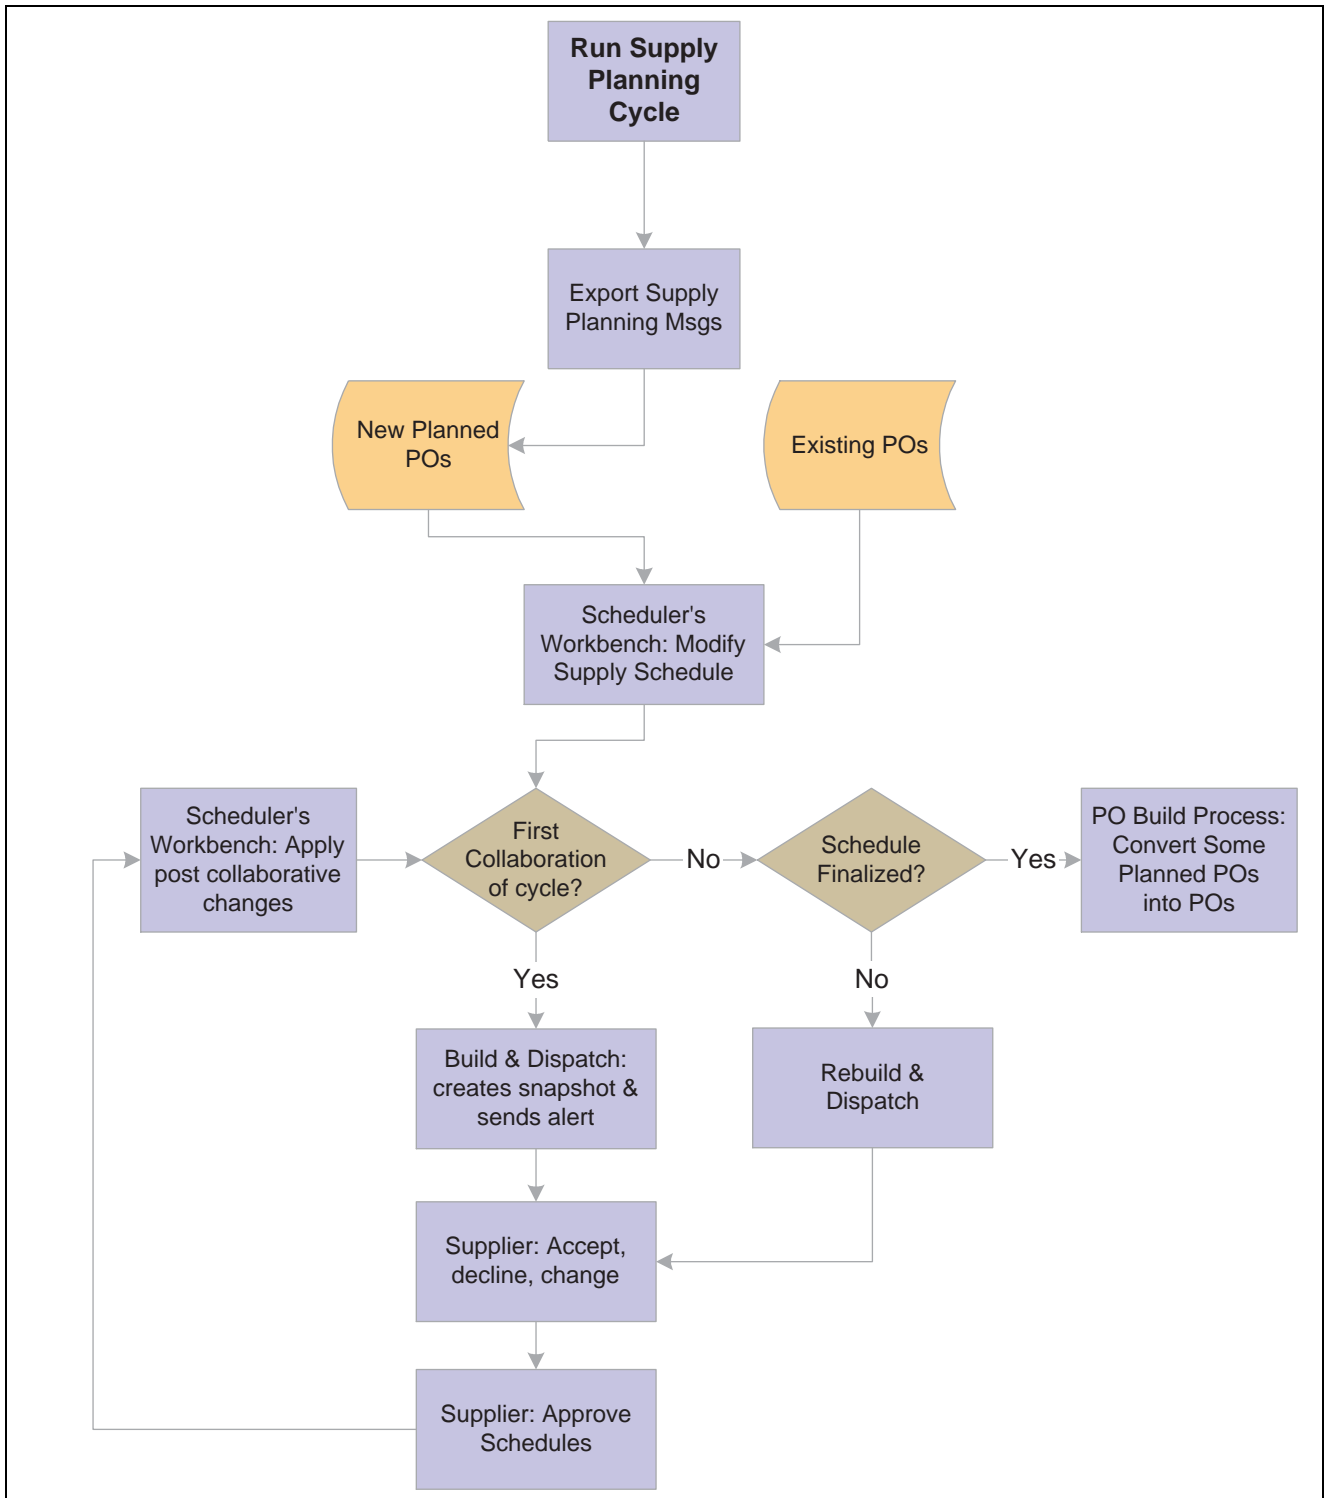 Run Supply
Planning
Cycle
Export Supply
Planning Msgs
New Planned
POs
Existing POs
Scheduler's
Workbench: Modify
Supply Schedule
Scheduler's
Workbench: Apply
post collaborative
changes
First
Collaboration
of cycle?
No
Schedule
Finalized?
Yes
PO Build Process:
Convert Some
Planned POs
into POs
Yes
No
Build & Dispatch:
creates snapshot &
sends alert
Rebuild &
Dispatch
Supplier: Accept,
decline, change
Supplier: Approve
Schedules